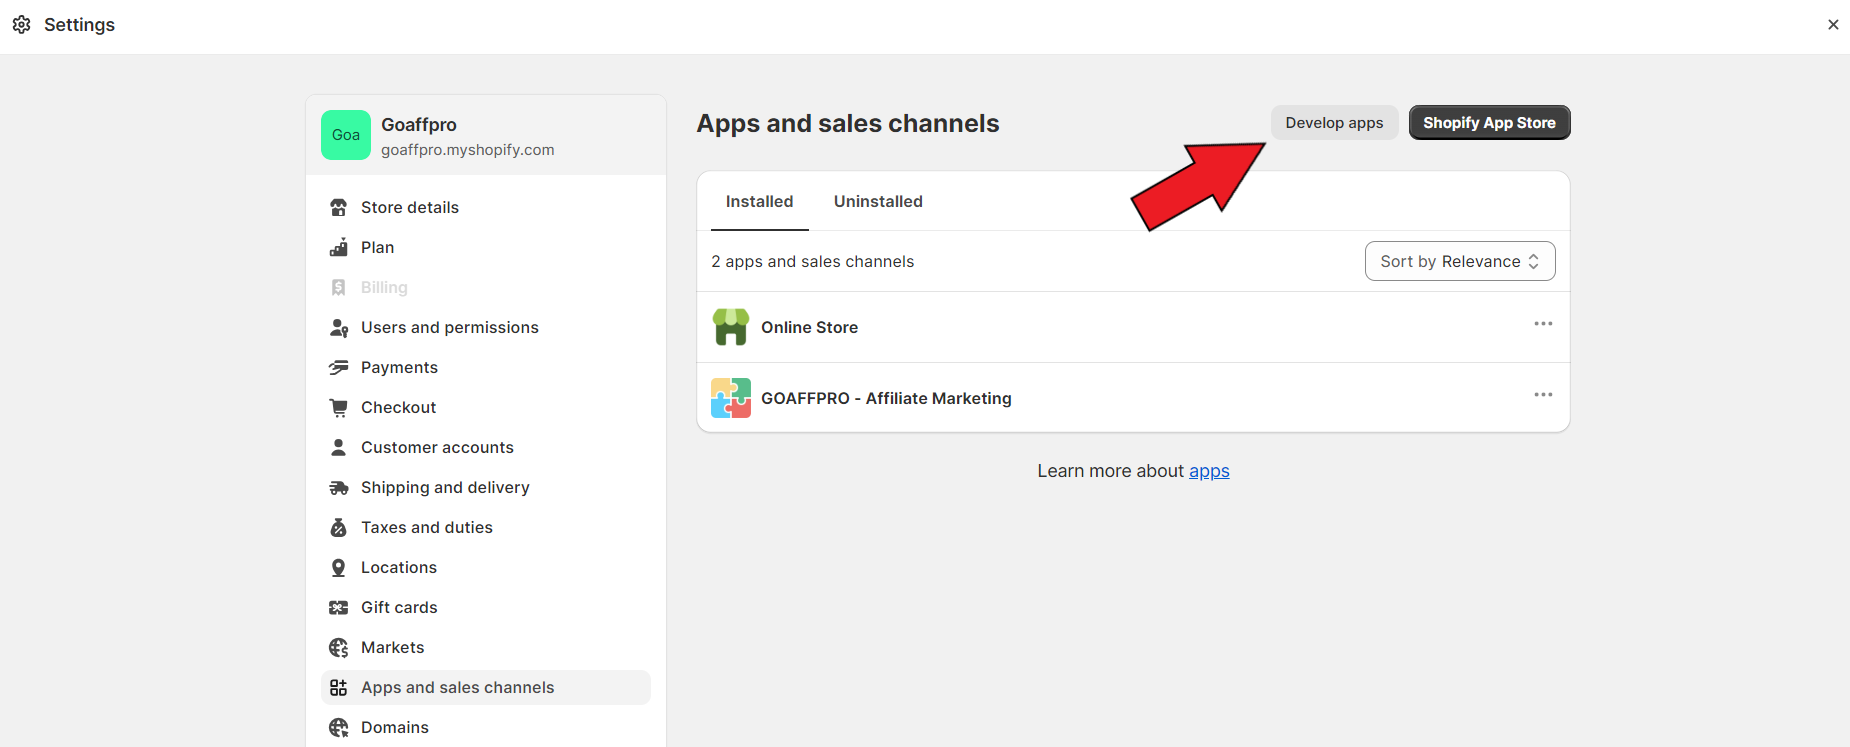 Settings
Goa
Goaffpro
goaffpro.myshopify.com
Store details
Plan
Billing
Users and permissions
Payments
Checkout
Customer accounts
Shipping and delivery
Taxes and duties
Locations
Gift cards
Markets
Apps and sales channels
Domains
Apps and sales channels
Develop apps
Shopify App Store
Installed
Uninstalled
2 apps and sales channels
Sort by Relevance
Online Store
GOAFFPRO - Affiliate Marketing
Learn more about apps